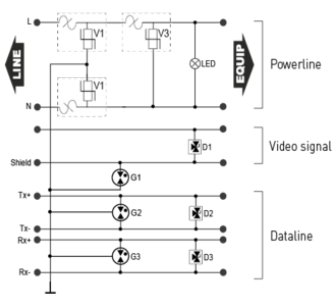 L
V1
V3
LINE
LED
EQUIP
Powerline
V1
N
D1
Video signal
Shield
G1
Tx+
G2
D2
Tx-
Dataline
Rx+
G3
D3
Rx-